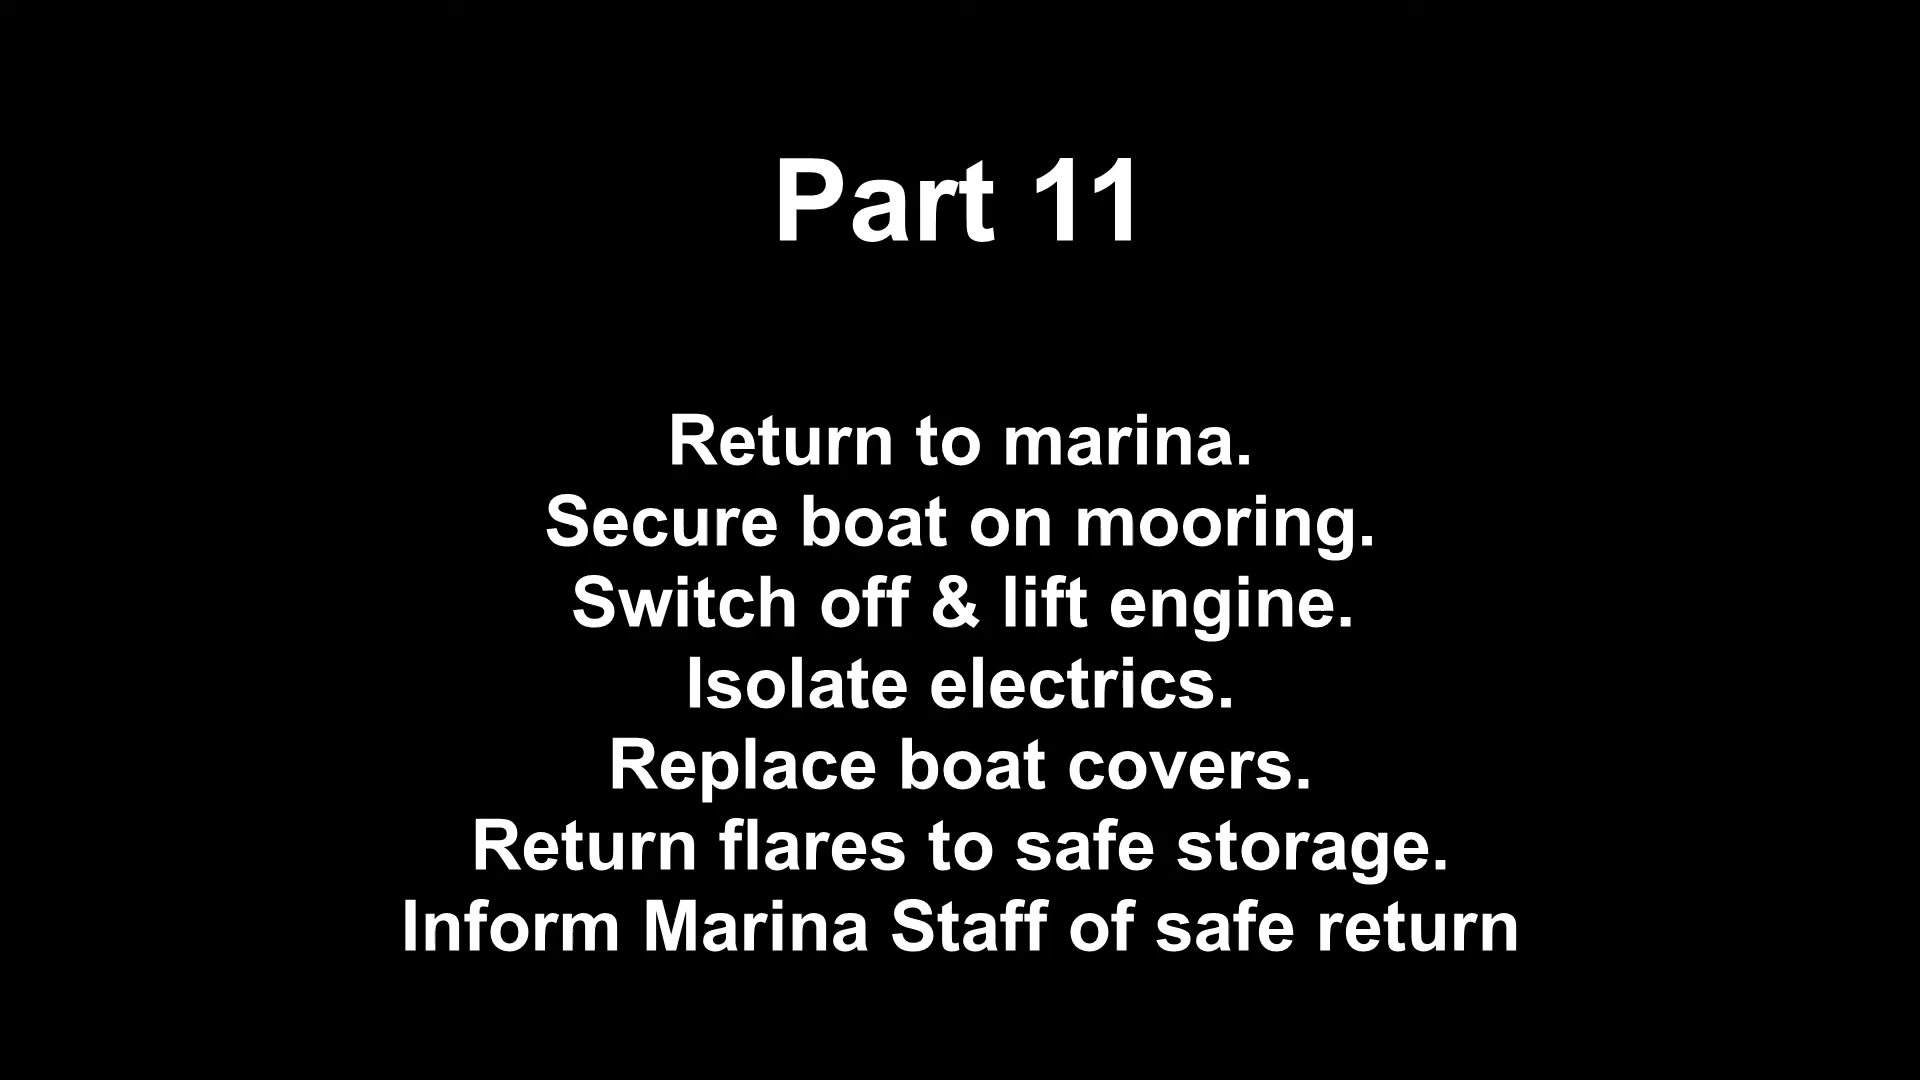 Part 11
Return to marina.
Secure boat on mooring.
Switch off & lift engine.
Isolate electrics.
Replace boat covers.
Return flares to safe storage.
Inform Marina Staff of safe return